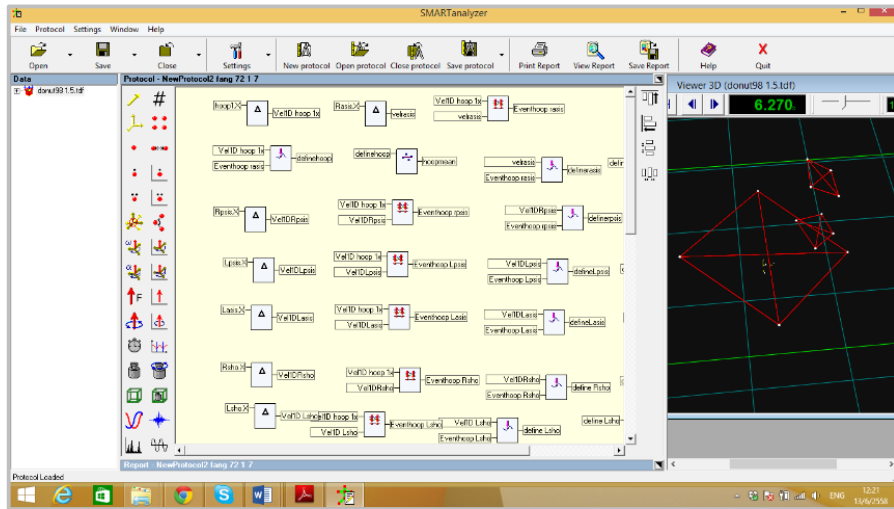 SMARTanalyzer
File Protocol Settings Window Help
Open Save Close Settings New protocol Open protocol Close protocol Save protocol Print Report View Report Save Report Help Quit
Data
donut98 1.5.tdf
Protocol - NewProtocol2 fang 72 1 7
Viewer 3D (donut98 1.5.tdf)
6.270
hoop1.X
Vel1D hoop 1x
Rasis.X
velrasis
Vel1D hoop 1x
velrasis
Eventhoop rasis
Vel1D hoop 1x
Eventhoop rasis
definehoop
definehoop
hoopmean
velrasis
Eventhoop rasis
definerasis
Rpsis.X
Vel1DRpsis
Vel1D hoop 1x
Vel1DRpsis
Eventhoop rpsis
Vel1DRpsis
Eventhoop rpsis
definerpsis
Lpsis.X
Vel1DLpsis
Vel1D hoop 1x
Vel1DLpsis
Eventhoop Lpsis
Vel1DLpsis
Eventhoop Lpsis
defineLpsis
Lasis.X
Vel1DLasis
Vel1D hoop 1x
Vel1DLasis
Eventhoop Lasis
Vel1DLasis
Eventhoop Lasis
defineLasis
Rsho.X
Vel1DRsho
Vel1D hoop 1x
Vel1DRsho
Eventhoop Rsho
Vel1DRsho
Eventhoop Rsho
define Rsho
Lsho.X
Vel1D Lsho
Vel1D Lsho
Eventhoop Lsho
Vel1D Lsho
Eventhoop Lsho
define Lsho
define Lsho
Report - NewProtocol2 fang 72 1 7
Protocol Loaded
ENG
12:21
13/6/2558